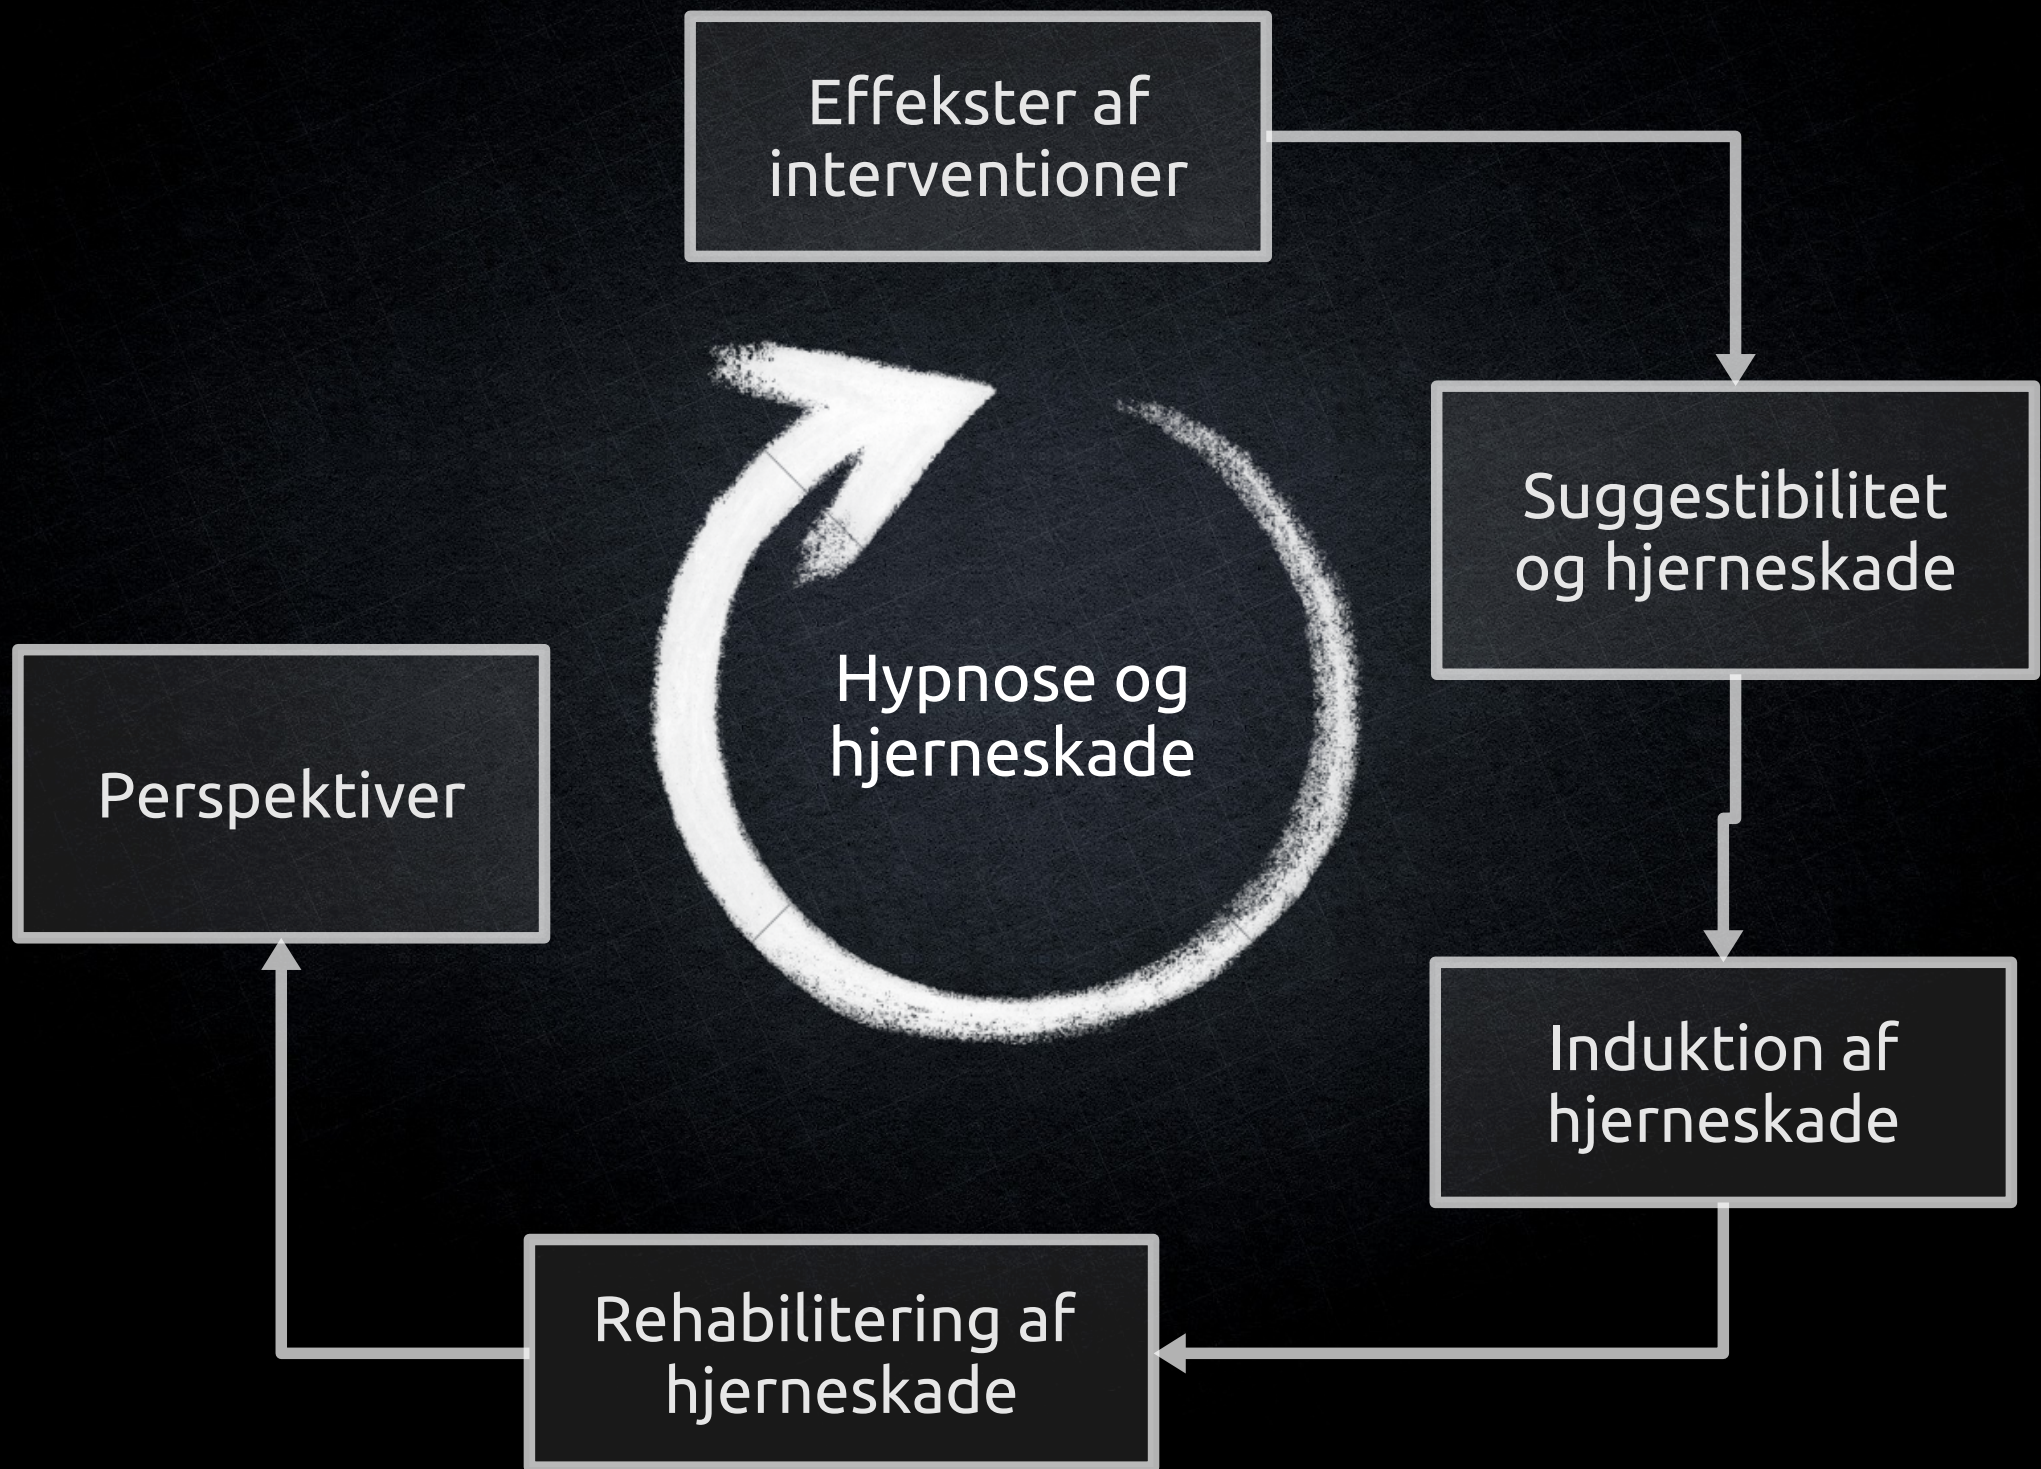 Effekster af
interventioner
Suggestibilitet
og hjerneskade
Hypnose og
hjerneskade
Perspektiver
Induktion af
hjerneskade
Rehabilitering af
hjerneskade